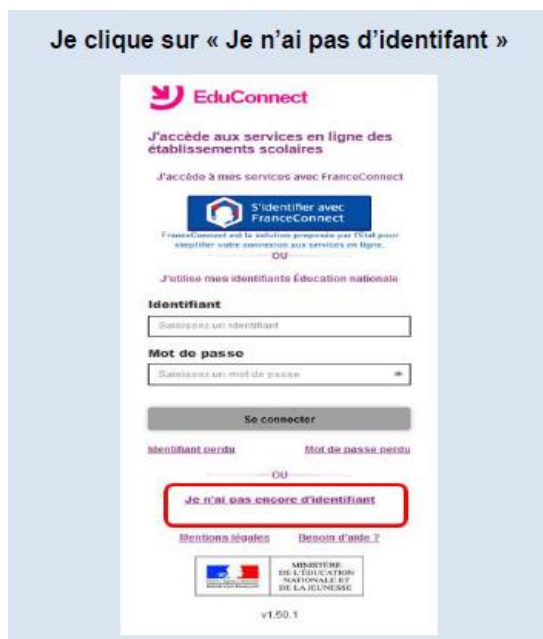 Je clique sur « Je n'ai pas d'identifant »
EduConnect
J'accède aux services en ligne des
établissements scolaires
J'accède à mes services avec FranceConnect
S'identifier avec
FranceConnect
FranceConnect est la solution proposée par l'État pour
simplifier votre connexion aux services en ligne.
OU
J'utilise mes identifiants Éducation nationale
Identifiant
Saisissez un identifiant
Mot de passe
Saisissez un mot de passe
Se connecter
Identifiant perdu Mot de passe perdu
OU
Je n'ai pas encore d'identifiant
Mentions légales Besoin d'aide ?
MINISTÈRE
DE L'ÉDUCATION
NATIONALE ET
DE LA JEUNESSE
v1.50.1